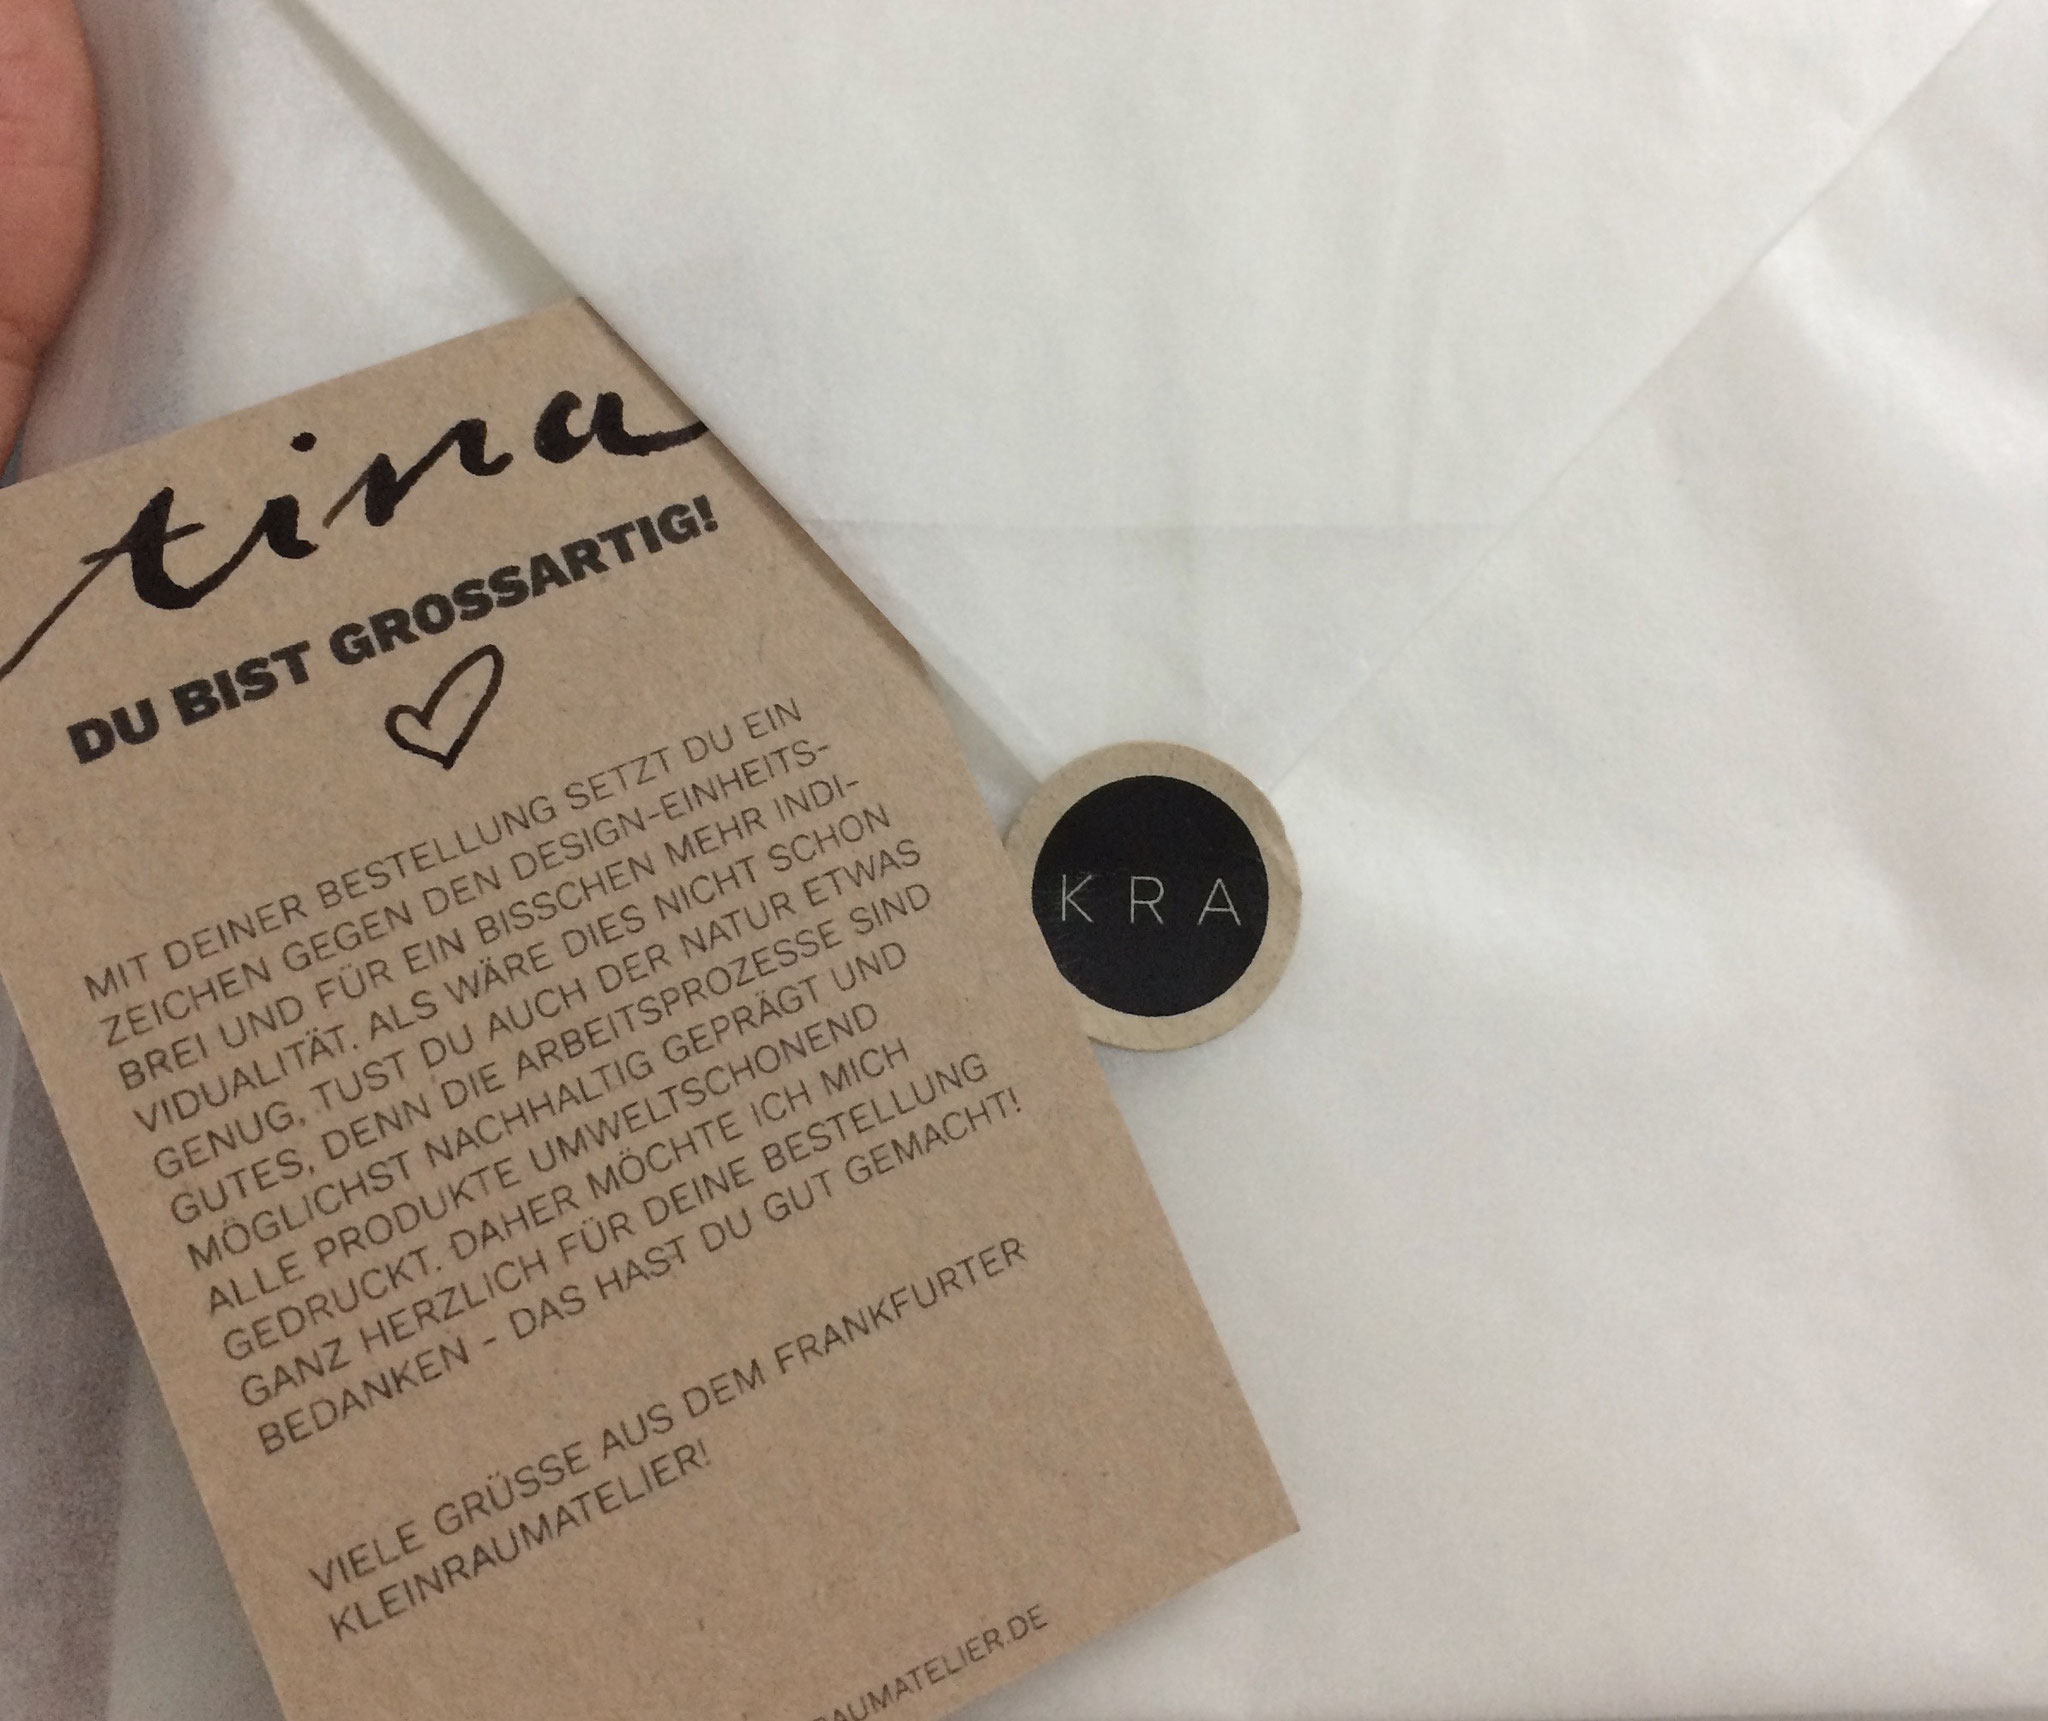 tina
DU BIST GROSSARTIG!
MIT DEINER BESTELLUNG SETZT DU EIN
ZEICHEN GEGEN DEN DESIGN-EINHEITS-
BREI UND FÜR EIN BISSCHEN MEHR INDI-
VIDUALITÄT. ALS WÄRE DIES NICHT SCHON
GENUG, TUST DU AUCH DER NATUR ETWAS
GUTES, DENN DIE ARBEITSPROZESSE SIND
MÖGLICHST NACHHALTIG GEPRÄGT UND
ALLE PRODUKTE UMWELTSCHONEND
GEDRUCKT. DAHER MÖCHTE ICH MICH
GANZ HERZLICH FÜR DEINE BESTELLUNG
BEDANKEN - DAS HAST DU GUT GEMACHT!
VIELE GRÜSSE AUS DEM FRANKFURTER
KLEINRAUMATELIER!
RAUMATELIER.DE
KRA